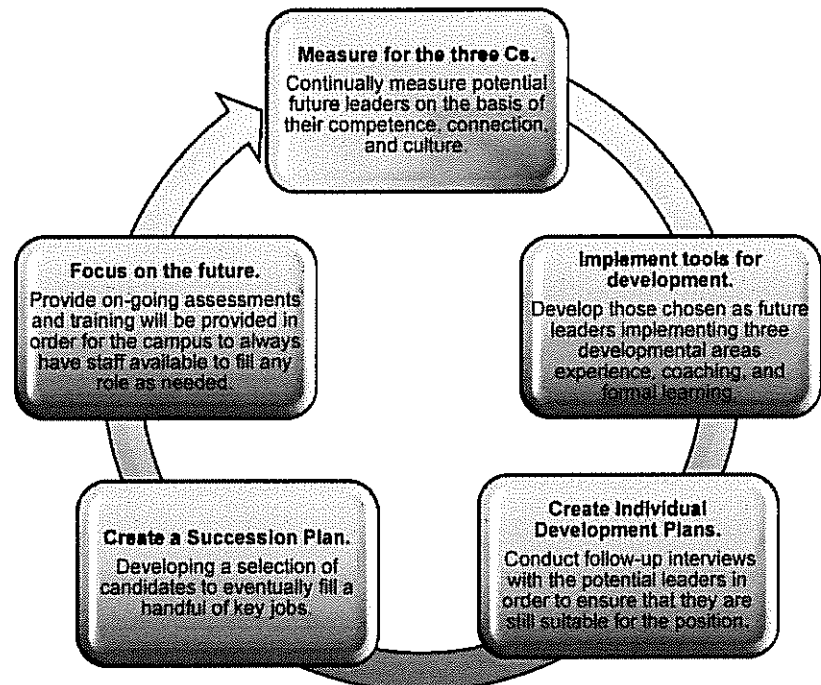 Measure for the three Cs.
Continually measure potential
future leaders on the basis of
their competence, connection,
and culture.
Implement tools for
development.
Develop those chosen as future
leaders implementing three
developmental areas
experience, coaching, and
formal learning.
Create Individual
Development Plans.
Conduct follow-up interviews
with the potential leaders in
order to ensure that they are
still suitable for the position.
Create a Succession Plan.
Developing a selection of
candidates to eventually fill a
handful of key jobs.
Focus on the future.
Provide on-going assessments
and training will be provided in
order for the campus to always
have staff available to fill any
role as needed.